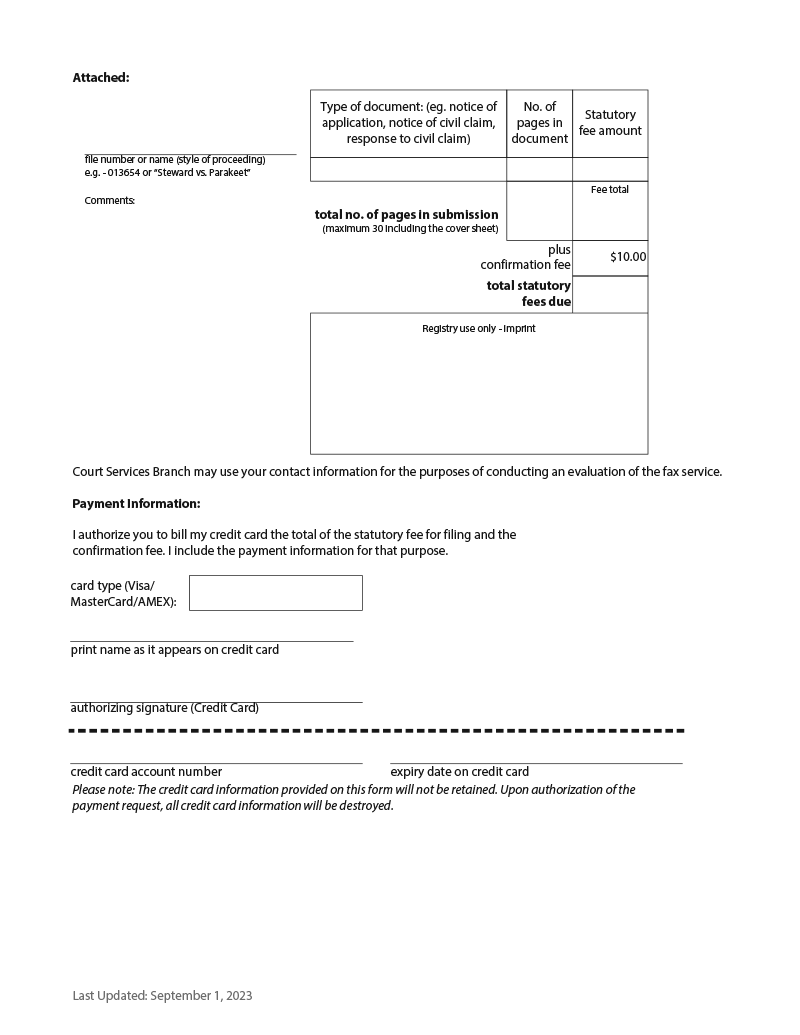 Attached:
Type of document: (eg. notice of
application, notice of civil claim,
response to civil claim)
No. of
pages in
document
Statutory
fee amount
file number or name (style of proceeding)
e.g. - 013654 or “Steward vs. Parakeet”
Comments:
Fee total
total no. of pages in submission
(maximum 30 including the cover sheet)
plus
confirmation fee
$10.00
total statutory
fees due
Registry use only - imprint
Court Services Branch may use your contact information for the purposes of conducting an evaluation of the fax service.
Payment Information:
I authorize you to bill my credit card the total of the statutory fee for filing and the
confirmation fee. I include the payment information for that purpose.
card type (Visa/
MasterCard/AMEX):
print name as it appears on credit card
authorizing signature (Credit Card)
credit card account number
expiry date on credit card
Please note: The credit card information provided on this form will not be retained. Upon authorization of the
payment request, all credit card information will be destroyed.
Last Updated: September 1, 2023